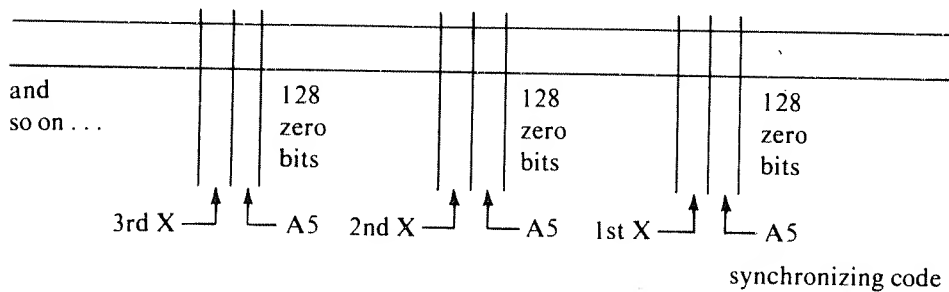 and
so on ...
128
zero
bits
128
zero
bits
128
zero
bits
3rd X
A5
2nd X
A5
1st X
A5
synchronizing code